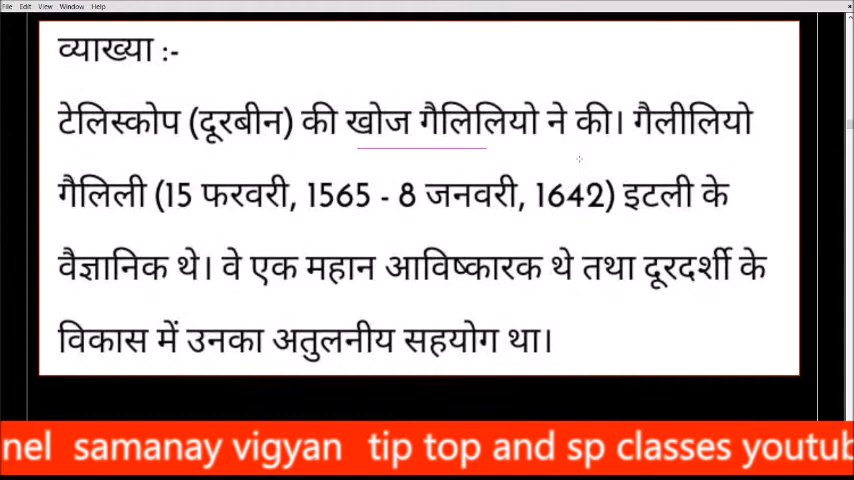 File Edit View Window Help
व्याख्या :-
टेलिस्कोप (दूरबीन) की खोज गैलिलियो ने की। गैलीलियो
गैलिली (15 फरवरी, 1565 - 8 जनवरी, 1642) इटली के
वैज्ञानिक थे। वे एक महान आविष्कारक थे तथा दूरदर्शी के
विकास में उनका अतुलनीय सहयोग था।
nel samanay vigyan tip top and sp classes youtub